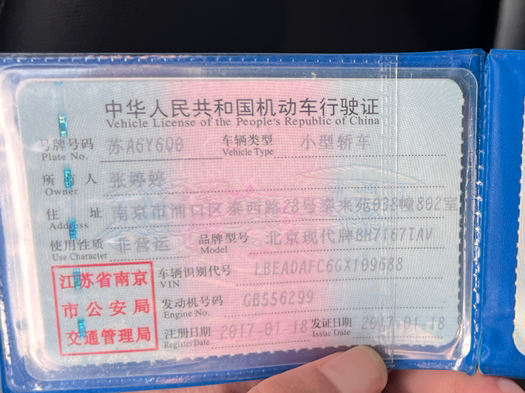 中华人民共和国机动车行驶证
Vehicle License of the People's Republic of China
号牌号码 苏A6Y6Q0 车辆类型 小型轿车
Plate No. Vehicle Type
所有人 张婷婷
Owner
住址 南京市浦口区泰西路28号泰来苑038幢802室
Address
使用性质 非营运 品牌型号 北京现代牌BH7167TAV
Use Character Model
江苏省南京
市公安局
交通管理局
车辆识别代号 LBEADAFC6GX109688
VIN
发动机号码 GB556299
Engine No.
注册日期 2017-01-18 发证日期 2017-01-18
Register Date Issue Date